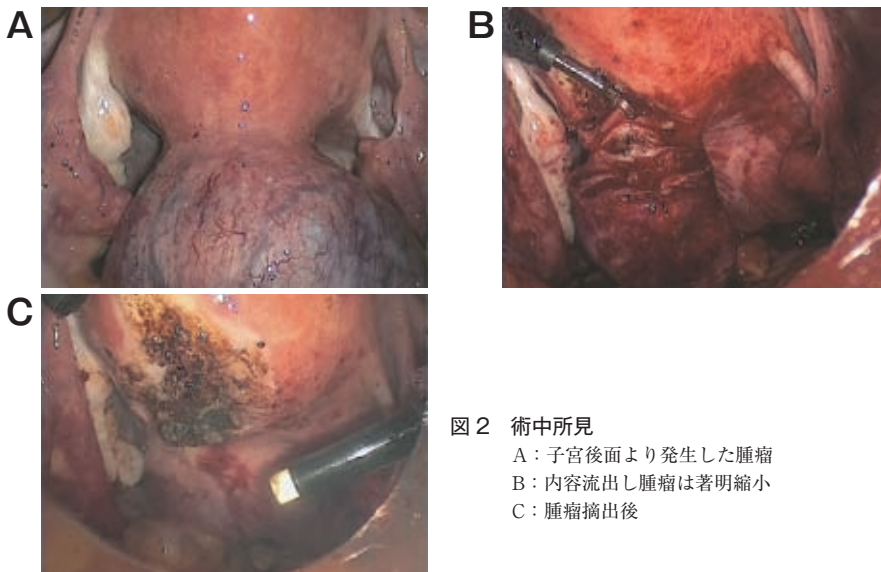 A
B
C
図 2 術中所見
A：子宮後面より発生した腫瘤
B：内容流出し腫瘤は著明縮小
C：腫瘤摘出後